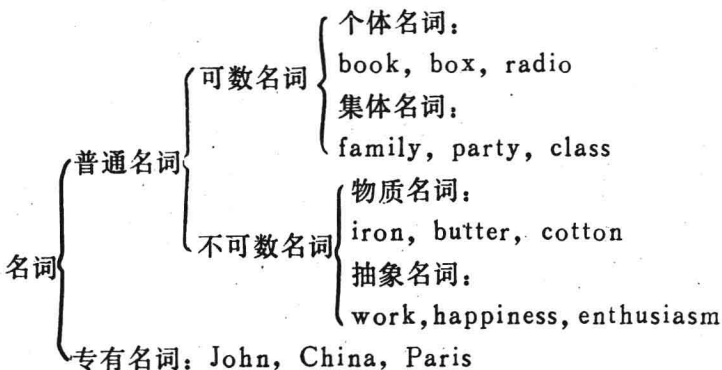 个体名词：
book, box, radio
可数名词
集体名词：
family, party, class
普通名词
物质名词：
iron, butter, cotton
不可数名词
名词
抽象名词：
work,happiness, enthusiasm
专有名词：John, China, Paris